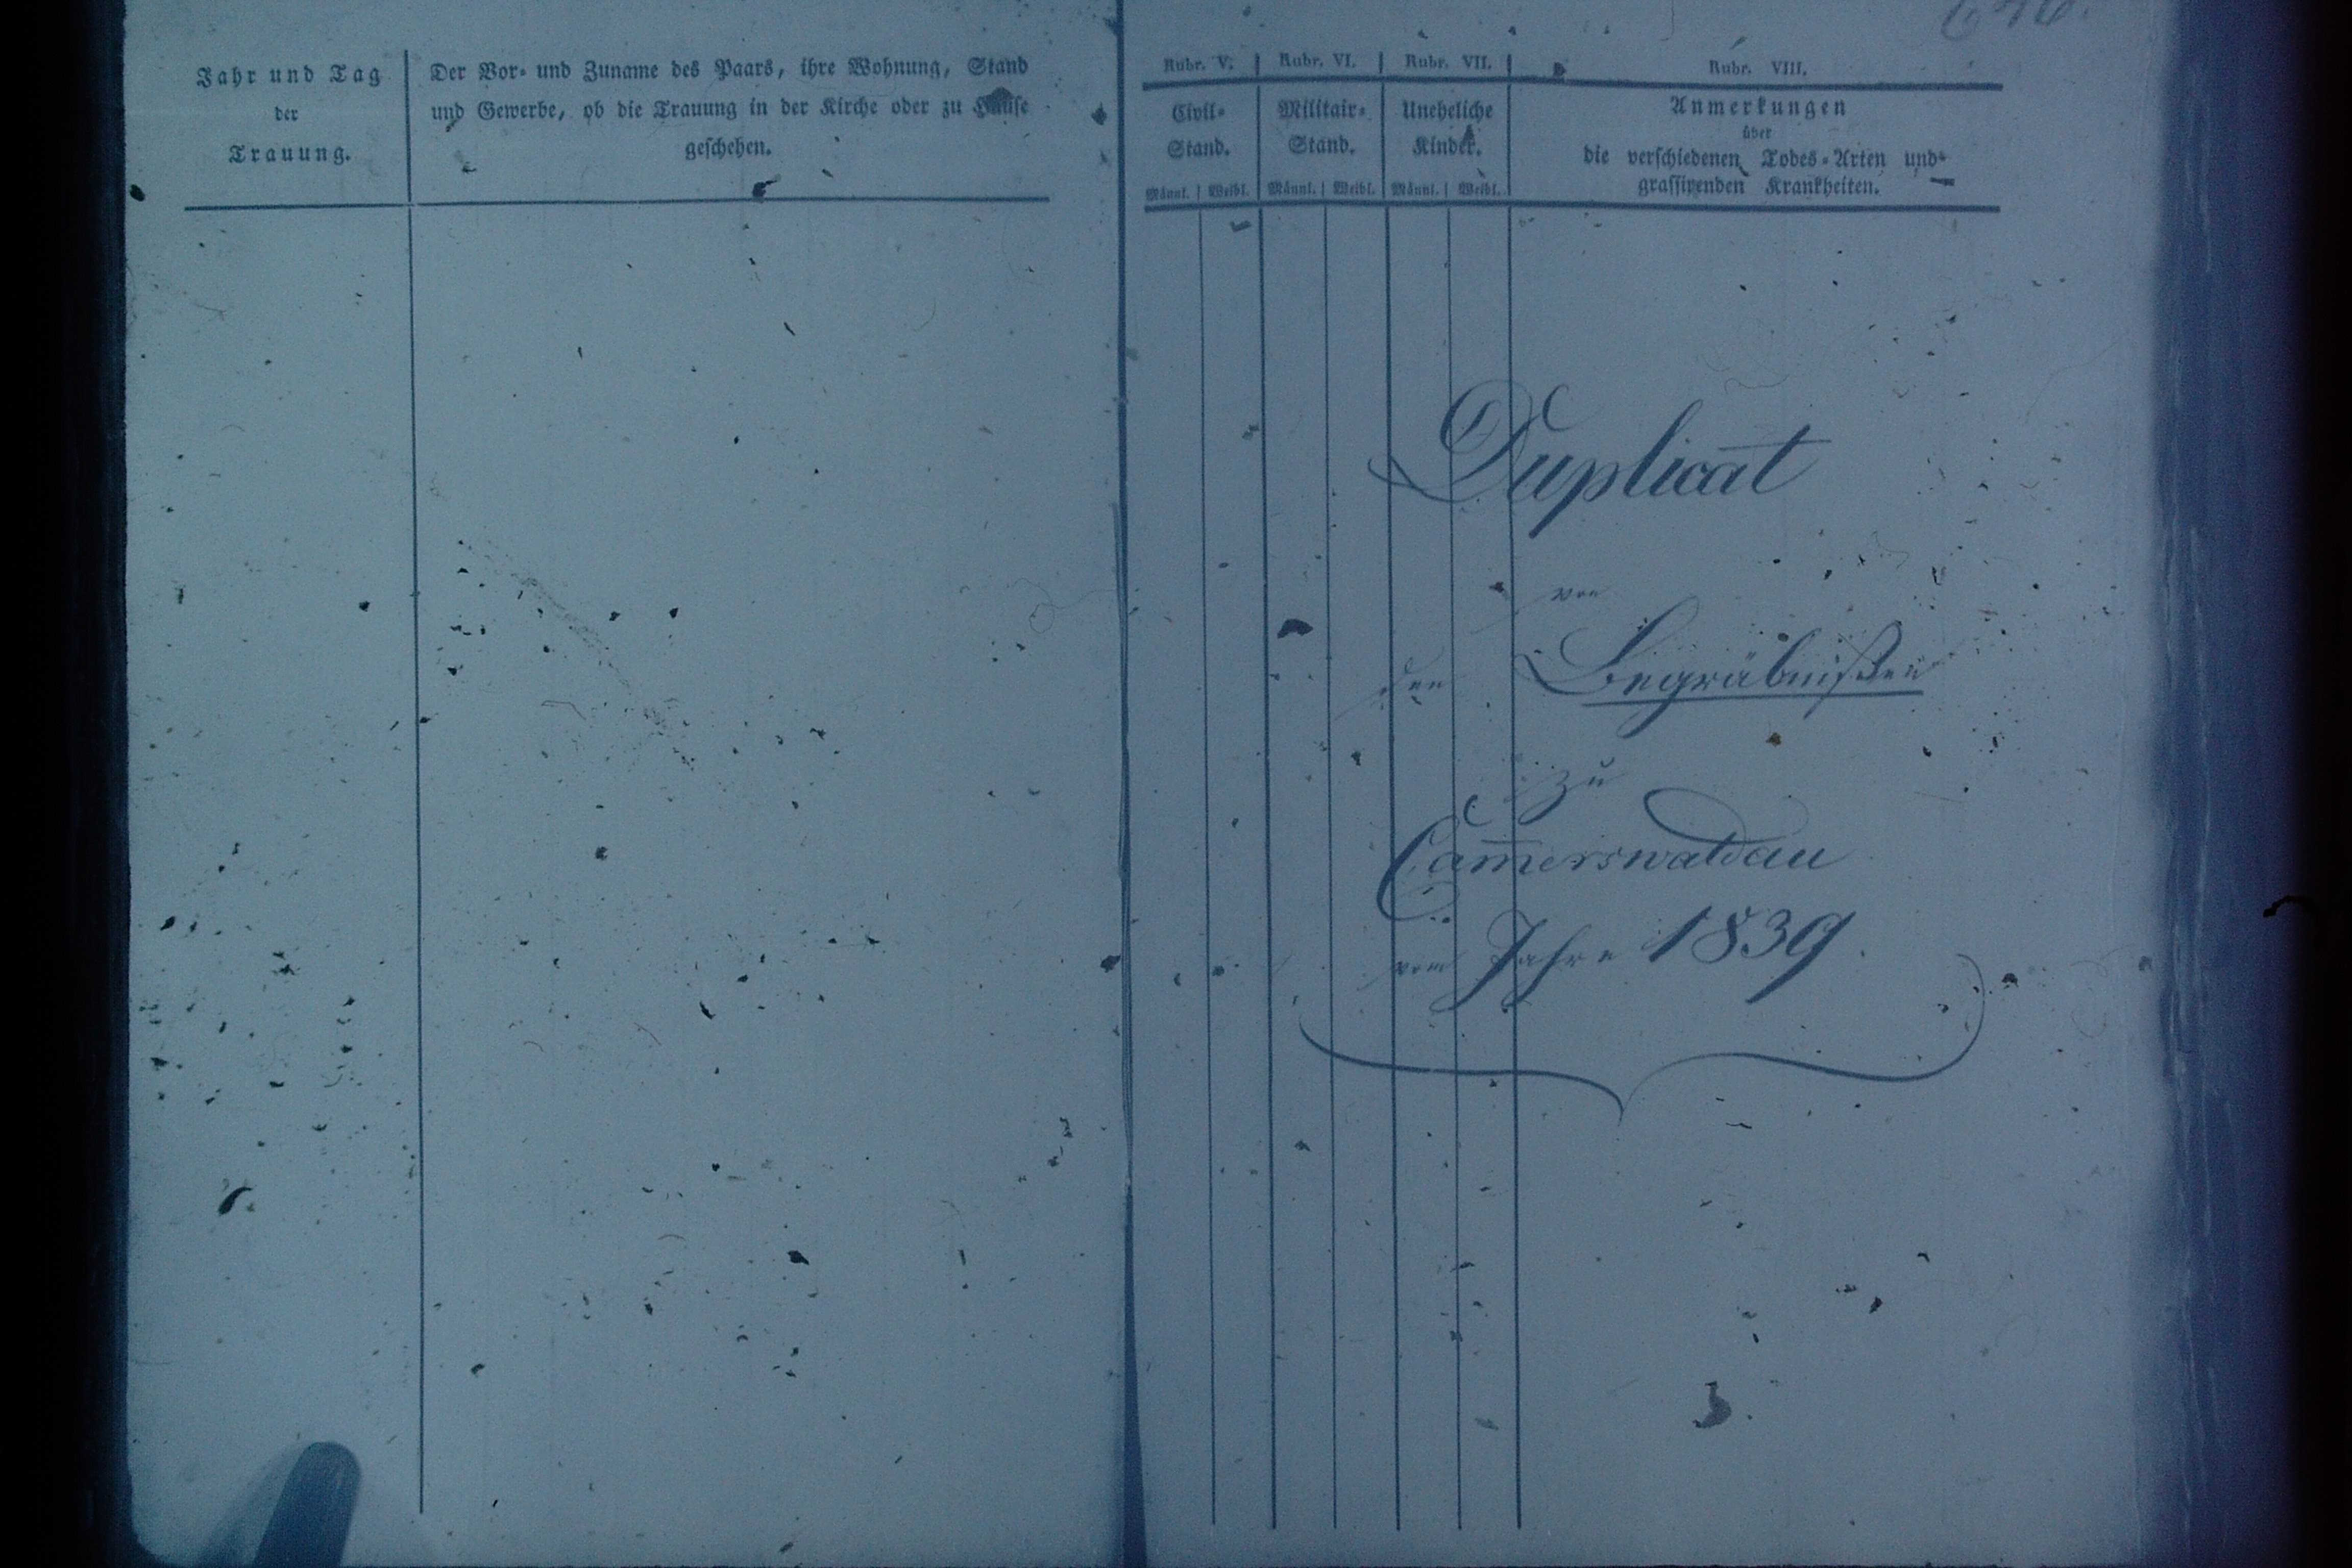 Jahr und Tag
der
Trauung.
Der Vor- und Zuname des Paars, ihre Wohnung, Stand
und Gewerbe, ob die Trauung in der Kirche oder zu Hause
geschehen.
Rubr. V. Rubr. VI. Rubr. VII. Rubr. VIII.
Civil-
Stand.
Militair-
Stand.
Uneheliche
Kinder.
Anmerkungen
über
die verschiedenen Todes-Arten und
grassirenden Krankheiten.
Männl. Weibl. Männl. Weibl. Männl. Weibl.
Duplicat
von
den Begräbnißen
zu
Cam̅erswaldau
vom Jahre 1839.